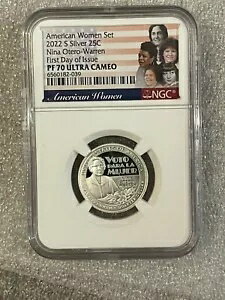 American Women Set
2022 S Silver 25C
Nina Otero-Warren
First Day of Issue
PF 70 ULTRA CAMEO
6560182-039
NGC
American Women
VOTO
PARA LA
MUJER